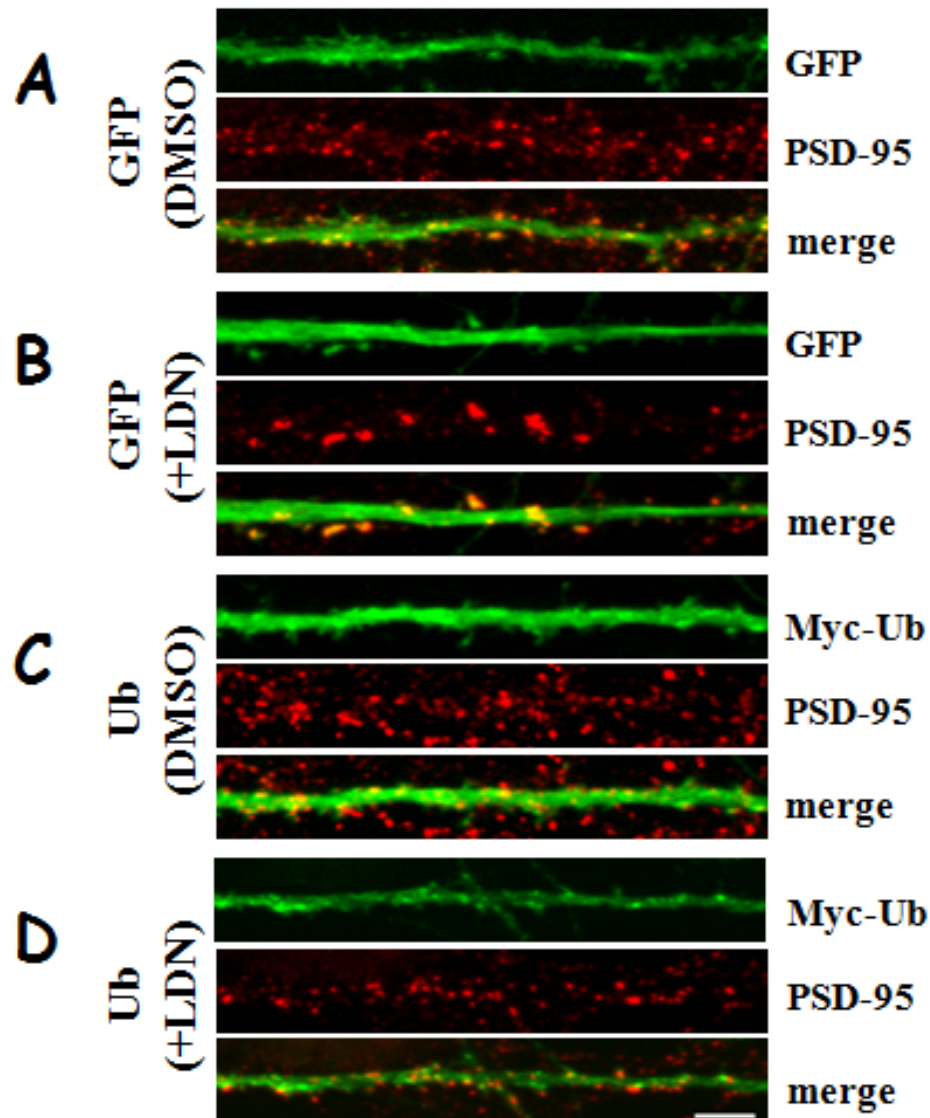 A
GFP
(DMSO)
GFP
PSD-95
merge
B
GFP
(+LDN)
GFP
PSD-95
merge
C
Ub
(DMSO)
Myc-Ub
PSD-95
merge
D
Ub
(+LDN)
Myc-Ub
PSD-95
merge